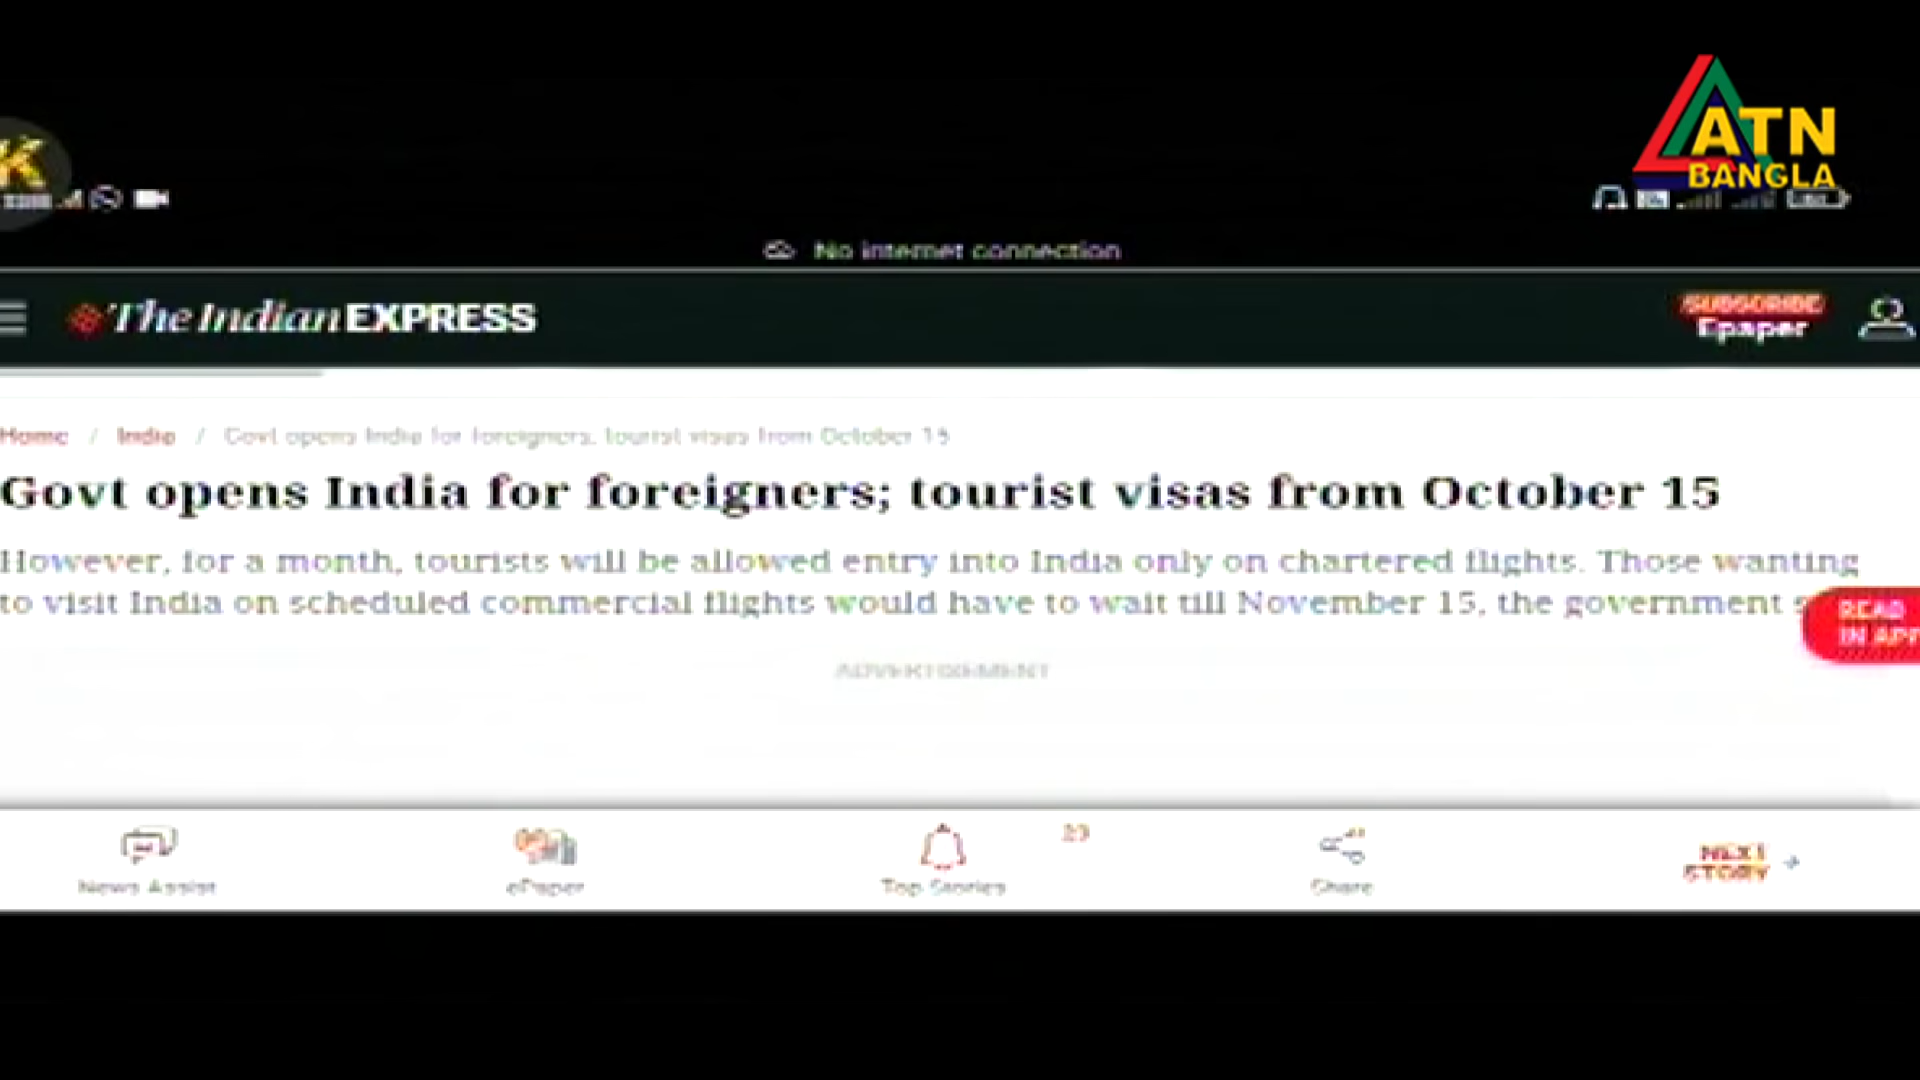 ATN
BANGLA
No internet connection
The Indian EXPRESS
SUBSCRIBE
Epaper
Home / India / Govt opens India for foreigners, tourist visas from October 15
Govt opens India for foreigners; tourist visas from October 15
However, for a month, tourists will be allowed entry into India only on chartered flights. Those wanting
to visit India on scheduled commercial flights would have to wait till November 15, the government
READ
IN APP
ADVERTISEMENT
News Assist
ePaper
Top Stories
23
Share
NEXT
STORY